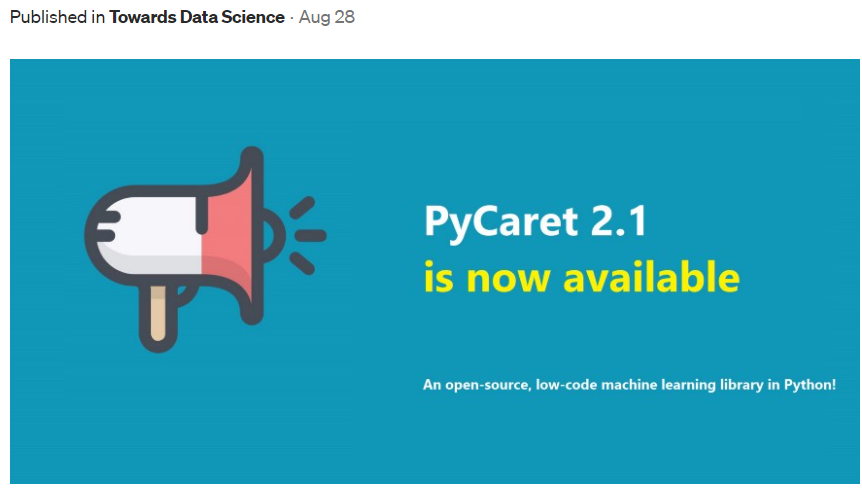 Published in Towards Data Science · Aug 28
PyCaret 2.1
is now available
An open-source, low-code machine learning library in Python!